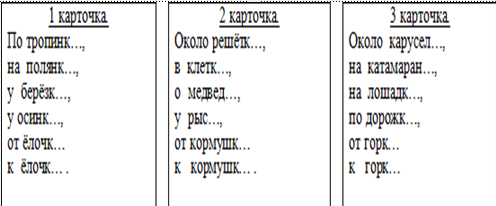 1 карточка
По тропинк…,
на полянк…,
у берёзк…,
у осинк…,
от ёлочк…
к ёлочк… .
2 карточка
Около решётк…,
в клетк…,
о медвед…,
у рыс…,
от кормушк…
к кормушк… .
3 карточка
Около карусел…,
на катамаран…,
на лошадк…,
по дорожк…,
от горк…
к горк…